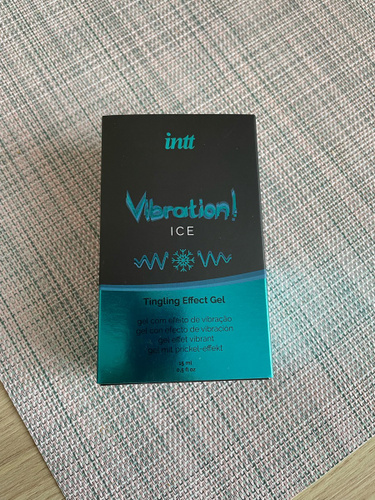 intt
Vibration!
ICE
Tingling Effect Gel
gel com efeito de vibração
gel con efecto de vibración
gel effet vibrant
gel mit prickel-effekt
15 ml
0.5 fl oz